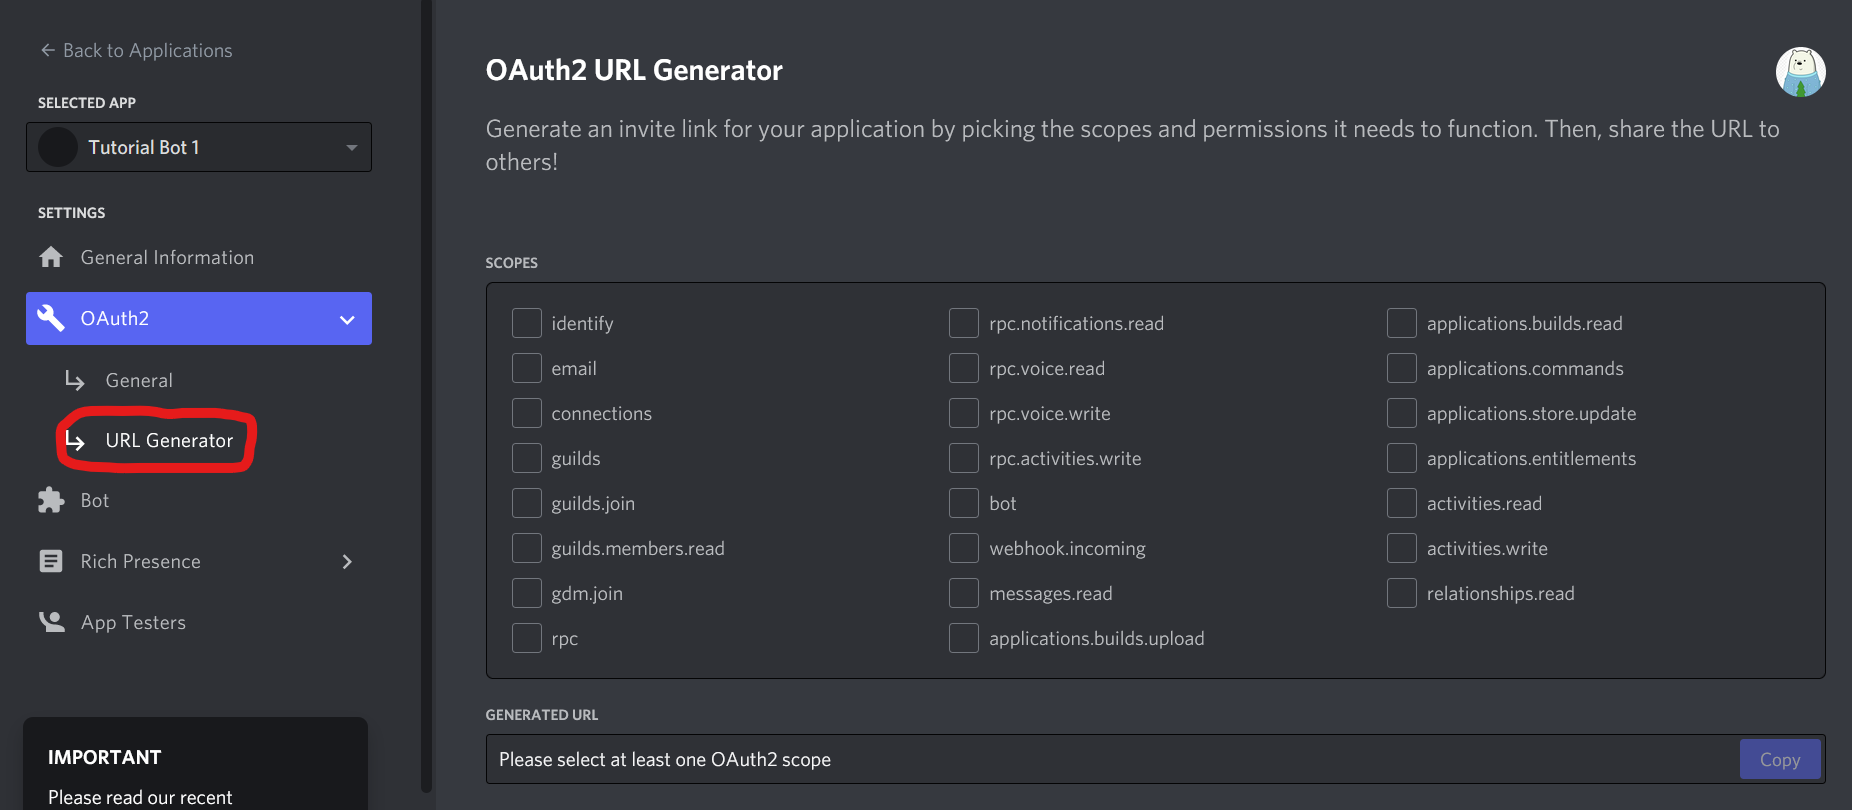 Back to Applications
SELECTED APP
Tutorial Bot 1
SETTINGS
General Information
OAuth2
General
URL Generator
Bot
Rich Presence
App Testers
IMPORTANT
Please read our recent
OAuth2 URL Generator
Generate an invite link for your application by picking the scopes and permissions it needs to function. Then, share the URL to
others!
SCOPES
identify
email
connections
guilds
guilds.join
guilds.members.read
gdm.join
rpc
rpc.notifications.read
rpc.voice.read
rpc.voice.write
rpc.activities.write
bot
webhook.incoming
messages.read
applications.builds.upload
applications.builds.read
applications.commands
applications.store.update
applications.entitlements
activities.read
activities.write
relationships.read
GENERATED URL
Please select at least one OAuth2 scope
Copy